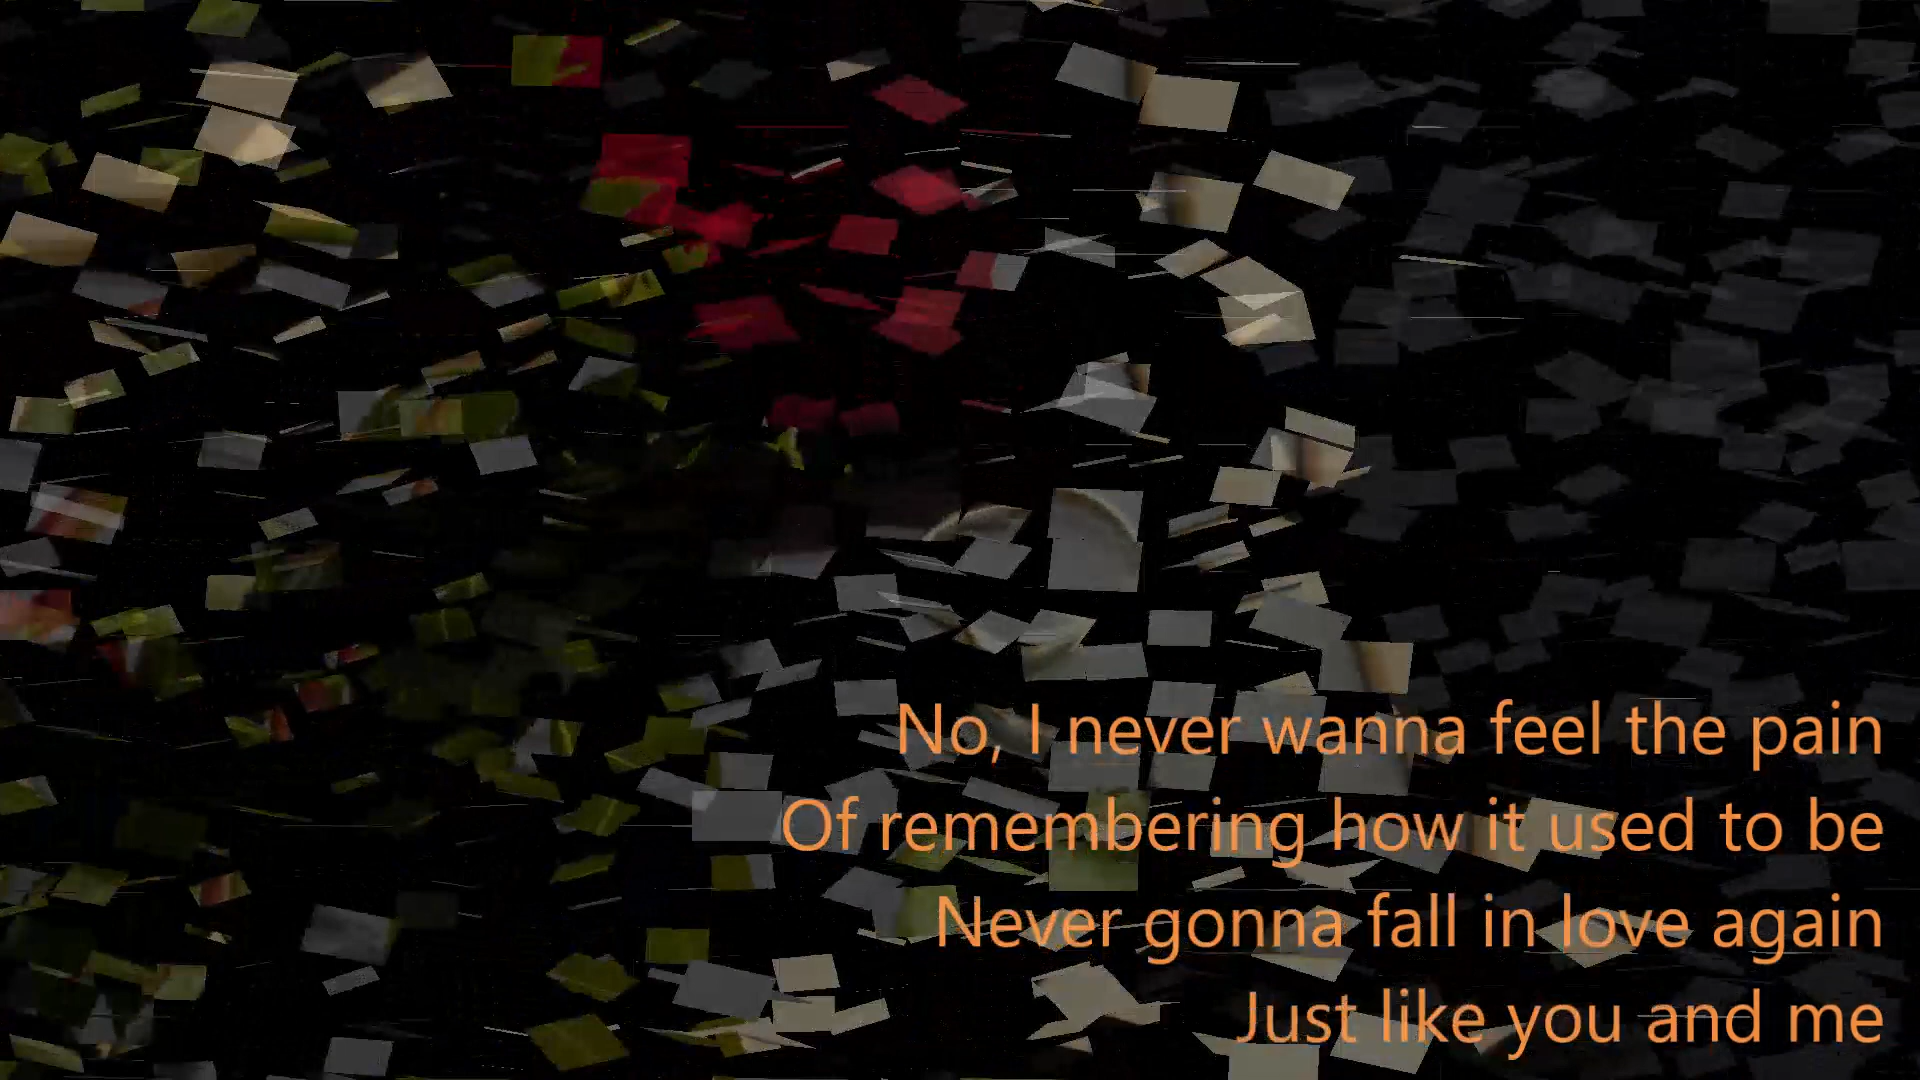 No, I never wanna feel the pain
Of remembering how it used to be
Never gonna fall in love again
Just like you and me